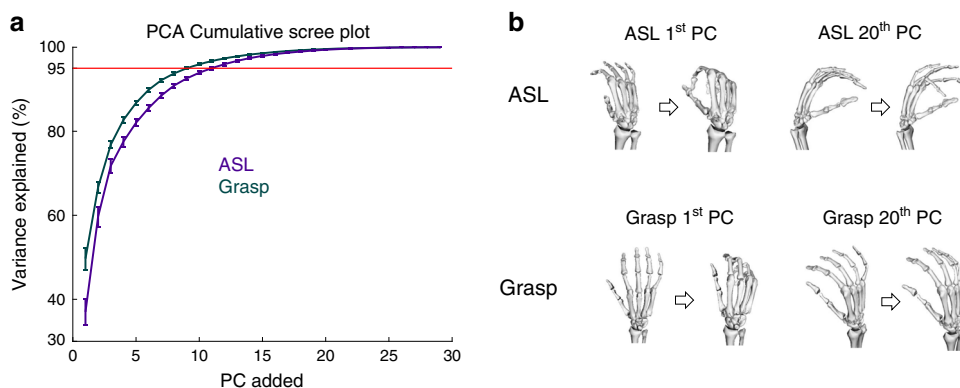 a
PCA Cumulative scree plot
100
95
80
60
40
30
0
5
10
15
20
25
30
Variance explained (%)
PC added
ASL
Grasp
b
ASL 1st PC
ASL 20th PC
ASL
Grasp 1st PC
Grasp 20th PC
Grasp